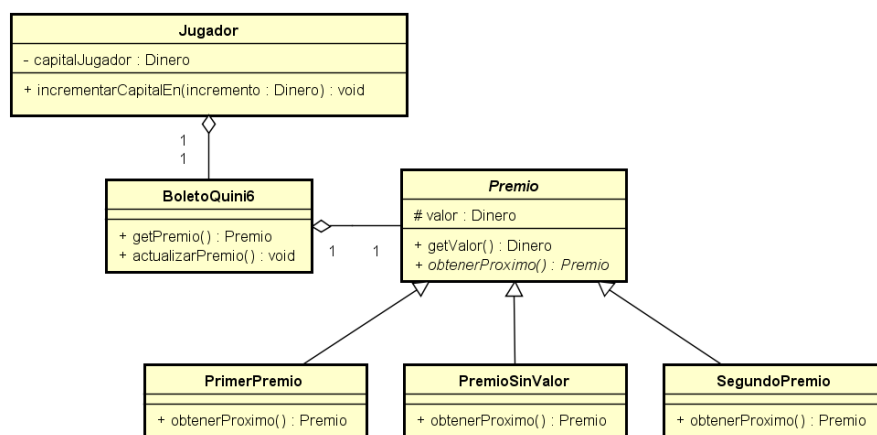 Jugador
- capitalJugador : Dinero
+ incrementarCapitalEn(incremento : Dinero) : void
1
1
BoletoQuini6
+ getPremio() : Premio
+ actualizarPremio() : void
1
1
Premio
# valor : Dinero
+ getValor() : Dinero
+ obtenerProximo() : Premio
PrimerPremio
+ obtenerProximo() : Premio
PremioSinValor
+ obtenerProximo() : Premio
SegundoPremio
+ obtenerProximo() : Premio